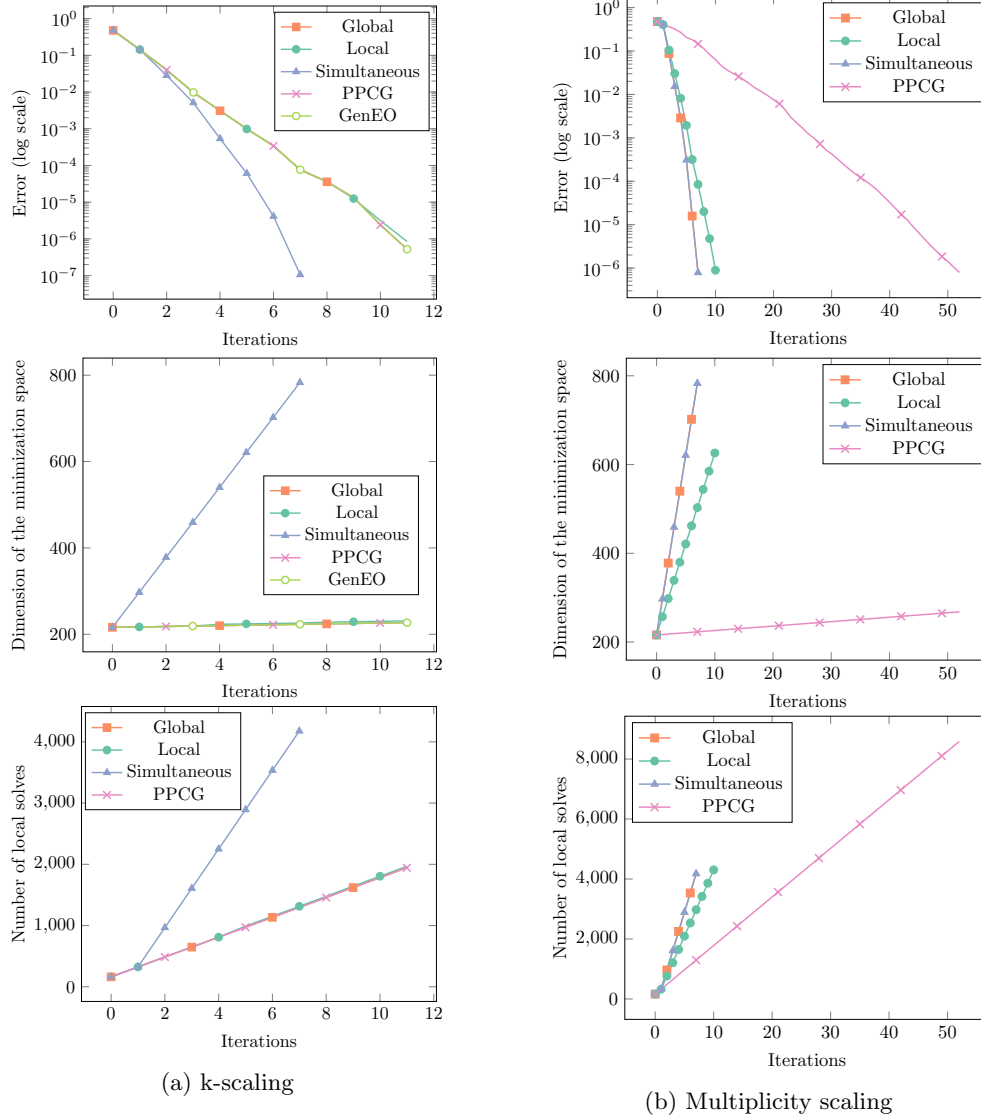 10^0
10^-1
10^-2
10^-3
10^-4
10^-5
10^-6
10^-7
Error (log scale)
Global
Local
Simultaneous
PPCG
GenEO
0 2 4 6 8 10 12
Iterations
10^0
10^-1
10^-2
10^-3
10^-4
10^-5
10^-6
Error (log scale)
Global
Local
Simultaneous
PPCG
0 10 20 30 40 50
Iterations
800
600
400
200
Dimension of the minimization space
Global
Local
Simultaneous
PPCG
GenEO
0 2 4 6 8 10 12
Iterations
800
600
400
200
Dimension of the minimization space
Global
Local
Simultaneous
PPCG
0 10 20 30 40 50
Iterations
4,000
3,000
2,000
1,000
0
Number of local solves
Global
Local
Simultaneous
PPCG
0 2 4 6 8 10 12
Iterations
(a) k-scaling
8,000
6,000
4,000
2,000
0
Number of local solves
Global
Local
Simultaneous
PPCG
0 10 20 30 40 50
Iterations
(b) Multiplicity scaling